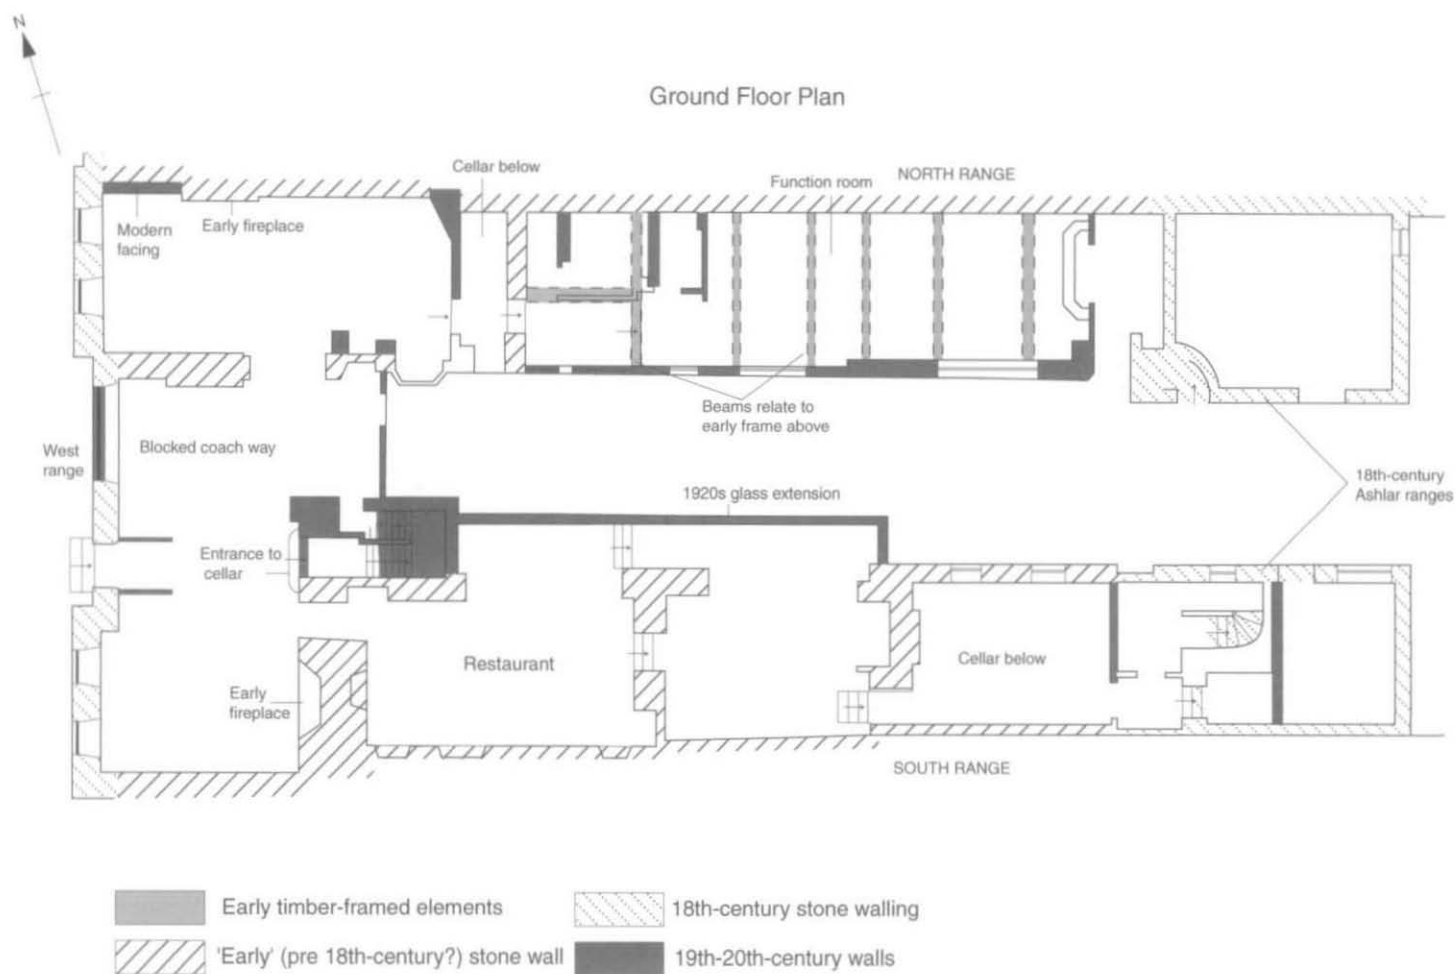 N
Ground Floor Plan
Cellar below
Function room
NORTH RANGE
Modern
facing
Early fireplace
Beams relate to
early frame above
West
range
Blocked coach way
18th-century
Ashlar ranges
1920s glass extension
Entrance to
cellar
Restaurant
Cellar below
Early
fireplace
SOUTH RANGE
Early timber-framed elements
18th-century stone walling
'Early' (pre 18th-century?) stone wall
19th-20th-century walls